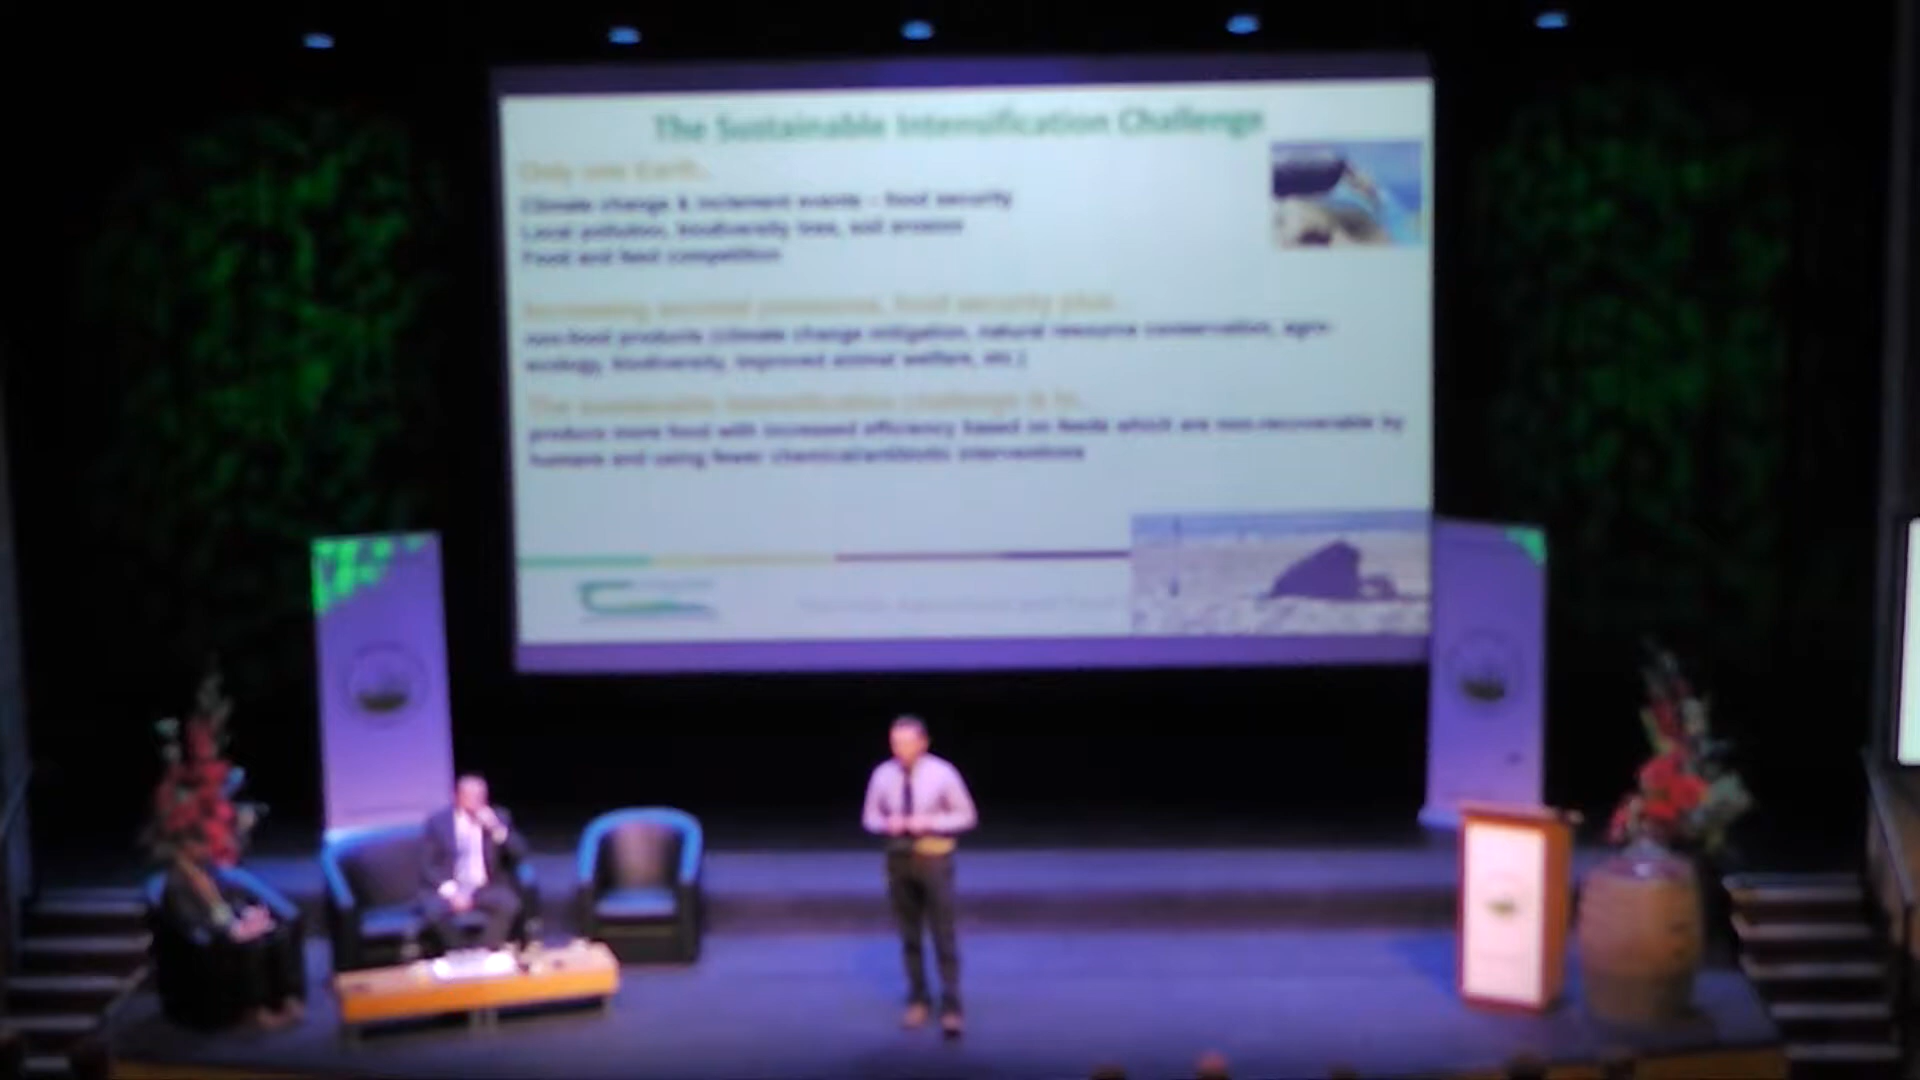 The Sustainable Intensification Challenge
Only one Earth..
Climate change & inclement events – food security
Local pollution, biodiversity loss, soil erosion
Food and feed competition
Increasing societal pressures, food security plus..
non-food products (climate change mitigation, natural resource conservation, agro-
ecology, biodiversity, improved animal welfare, etc.)
The sustainable intensification challenge is to..
produce more food with increased efficiency based on feeds which are non-recoverable by
humans and using fewer chemical/antibiotic interventions
Agriculture and Food